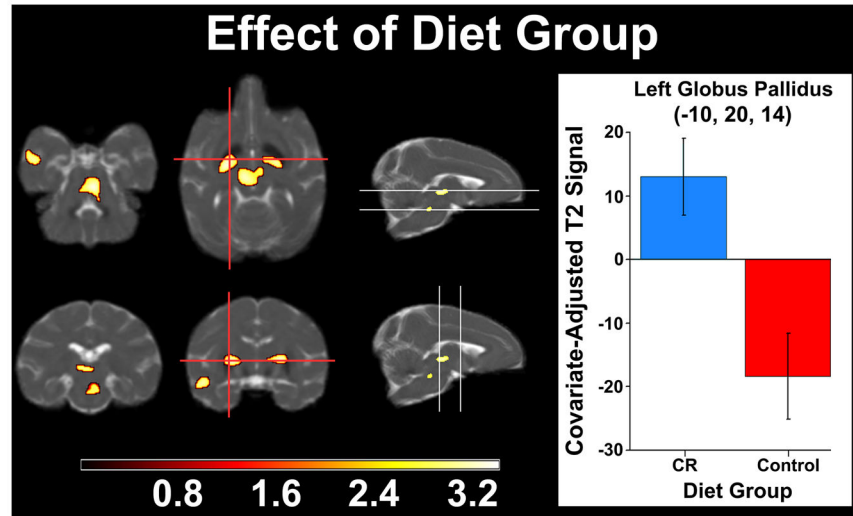 Effect of Diet Group
0.8 1.6 2.4 3.2
Left Globus Pallidus
(-10, 20, 14)
Covariate-Adjusted T2 Signal
20
10
0
-10
-20
-30
CR Control
Diet Group